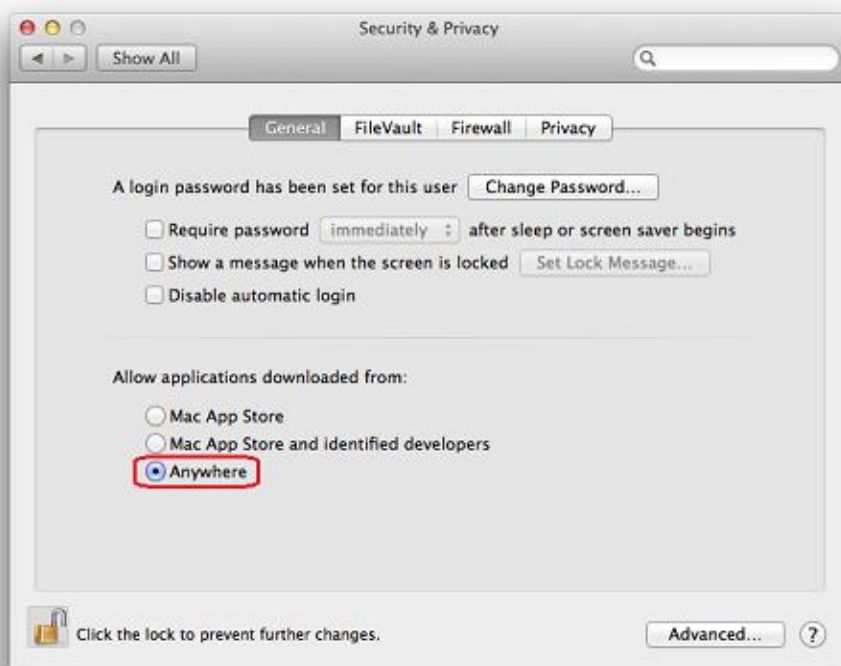 Security & Privacy
Show All
General FileVault Firewall Privacy
A login password has been set for this user Change Password...
Require password immediately after sleep or screen saver begins
Show a message when the screen is locked Set Lock Message...
Disable automatic login
Allow applications downloaded from:
Mac App Store
Mac App Store and identified developers
Anywhere
Click the lock to prevent further changes. Advanced... ?